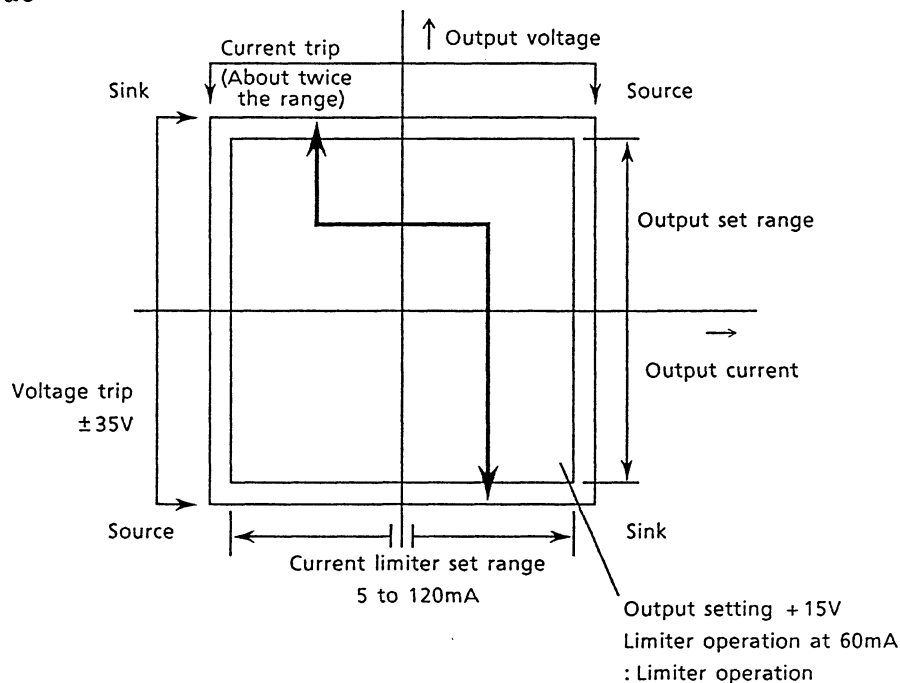 ↑ Output voltage
Current trip
(About twice
the range)
Sink
Source
Output set range
→
Output current
Voltage trip
±35V
Source
Sink
Current limiter set range
5 to 120mA
Output setting +15V
Limiter operation at 60mA
: Limiter operation